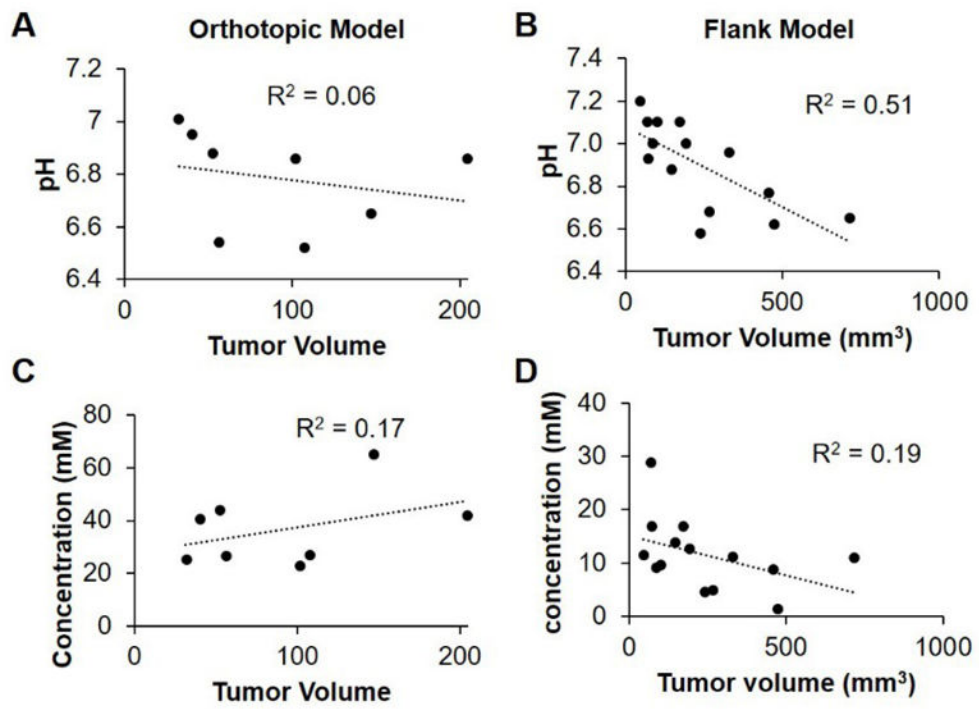 A
Orthotopic Model
7.2
7
6.8
6.6
6.4
pH
R² = 0.06
0
100
200
Tumor Volume
B
Flank Model
7.4
7.2
7.0
6.8
6.6
6.4
pH
R² = 0.51
0
500
1000
Tumor Volume (mm³)
C
80
60
40
20
0
Concentration (mM)
R² = 0.17
0
100
200
Tumor Volume
D
40
30
20
10
0
concentration (mM)
R² = 0.19
0
500
1000
Tumor volume (mm³)